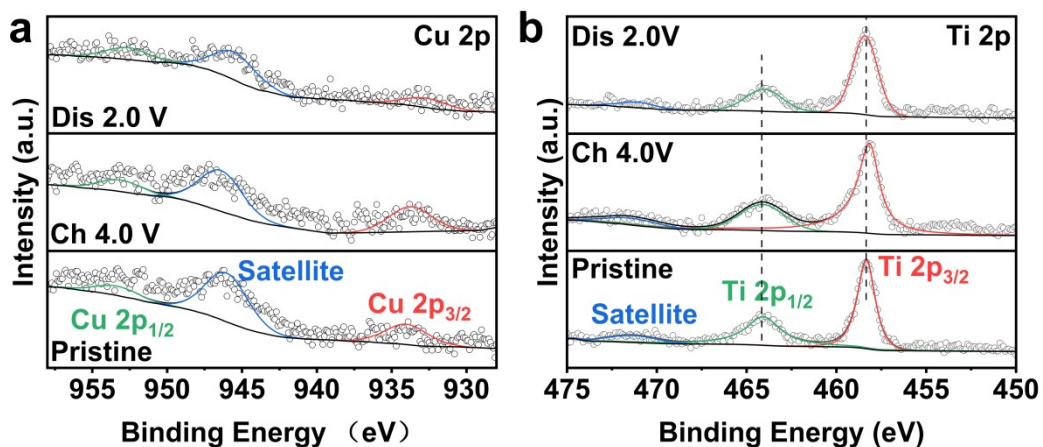 a
Cu 2p
Dis 2.0 V
Ch 4.0 V
Satellite
Cu 2p3/2
Cu 2p1/2
Pristine
Intensity (a.u.)
955 950 945 940 935 930
Binding Energy （eV）
b
Dis 2.0V
Ti 2p
Ch 4.0V
Pristine
Ti 2p3/2
Ti 2p1/2
Satellite
Intensity (a.u.)
475 470 465 460 455 450
Binding Energy (eV)